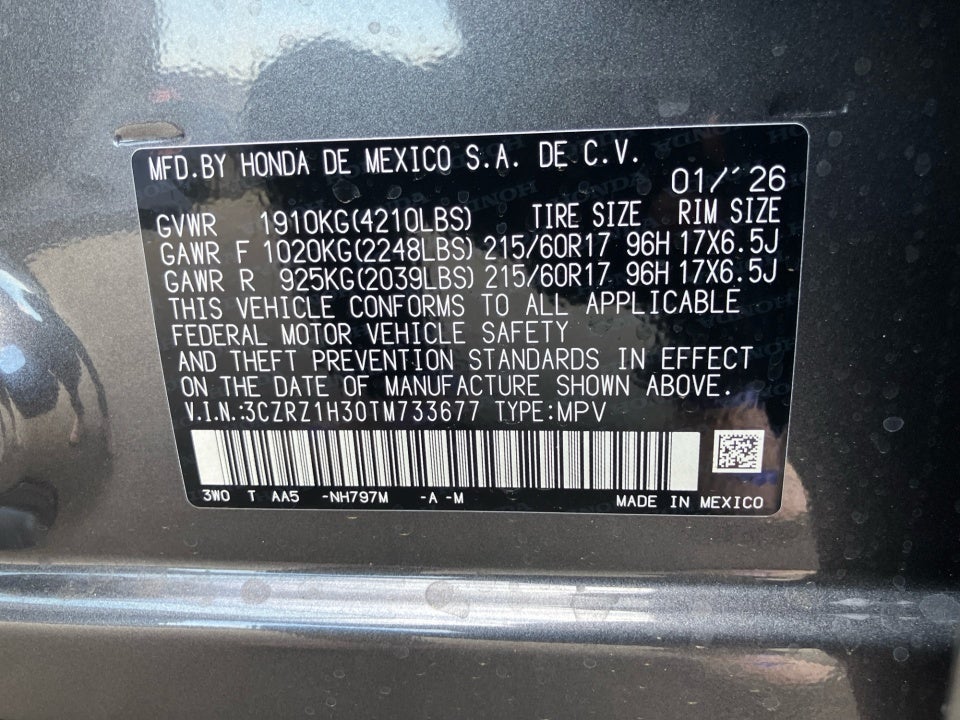 MFD.BY HONDA DE MEXICO S.A. DE C.V.
01/'26
GVWR 1910KG(4210LBS) TIRE SIZE RIM SIZE
GAWR F 1020KG(2248LBS) 215/60R17 96H 17X6.5J
GAWR R 925KG(2039LBS) 215/60R17 96H 17X6.5J
THIS VEHICLE CONFORMS TO ALL APPLICABLE
FEDERAL MOTOR VEHICLE SAFETY
AND THEFT PREVENTION STANDARDS IN EFFECT
ON THE DATE OF MANUFACTURE SHOWN ABOVE.
V.I.N.:3CZRZ1H30TM733677 TYPE:MPV
3W0 T AA5 -NH797M -A -M MADE IN MEXICO